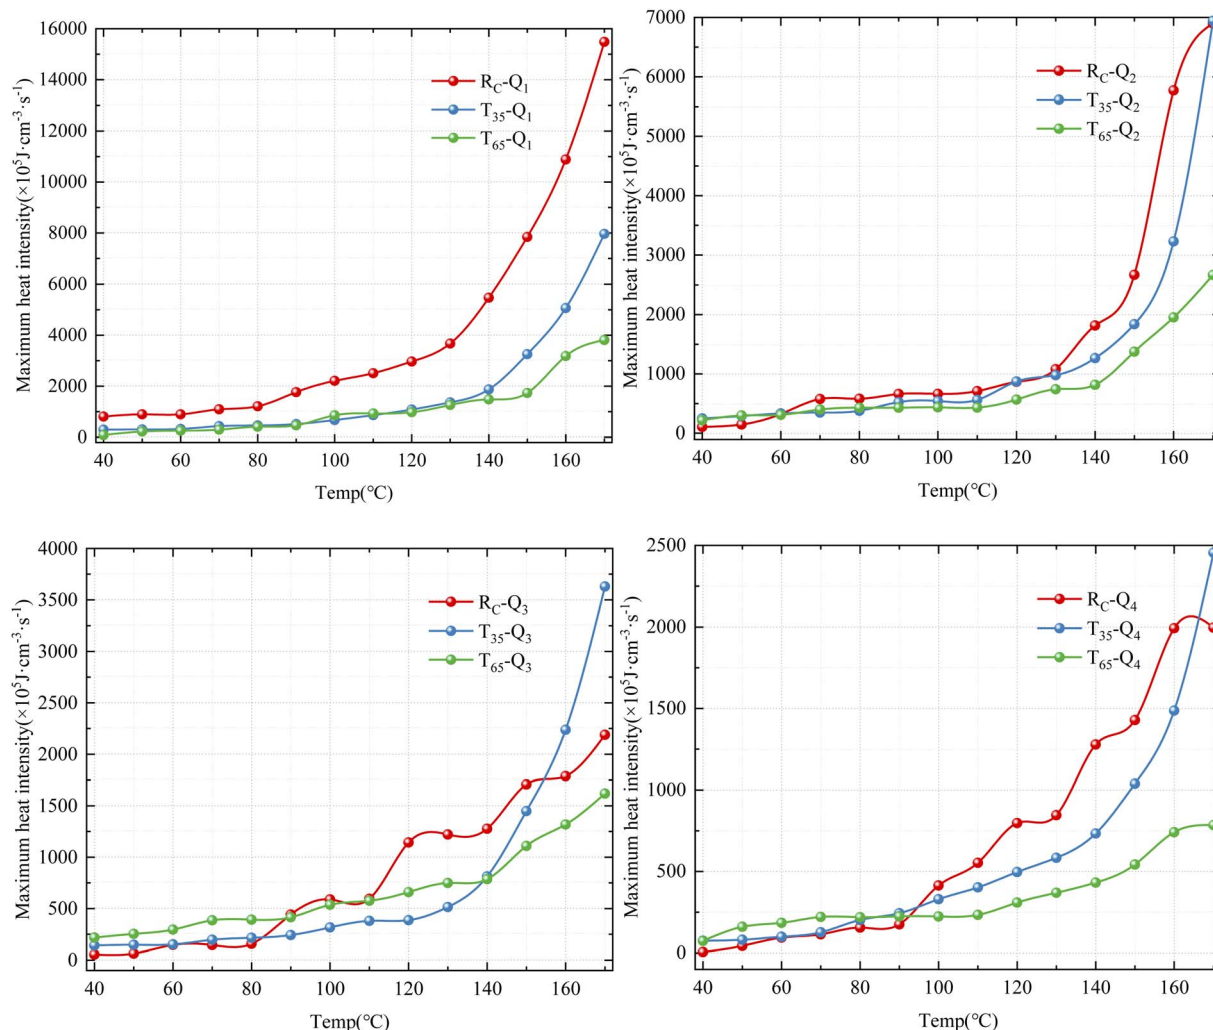 Maximum heat intensity(×10⁵J·cm⁻³·s⁻¹)
16000
14000
12000
10000
8000
6000
4000
2000
0
R_C-Q₁
T₃₅-Q₁
T₆₅-Q₁
40 60 80 100 120 140 160
Temp(℃)
Maximum heat intensity(×10⁵J·cm⁻³·s⁻¹)
7000
6000
5000
4000
3000
2000
1000
0
R_C-Q₂
T₃₅-Q₂
T₆₅-Q₂
40 60 80 100 120 140 160
Temp(℃)
Maximum heat intensity(×10⁵J·cm⁻³·s⁻¹)
4000
3500
3000
2500
2000
1500
1000
500
0
R_C-Q₃
T₃₅-Q₃
T₆₅-Q₃
40 60 80 100 120 140 160
Temp(℃)
Maximum heat intensity(×10⁵J·cm⁻³·s⁻¹)
2500
2000
1500
1000
500
0
R_C-Q₄
T₃₅-Q₄
T₆₅-Q₄
40 60 80 100 120 140 160
Temp(℃)